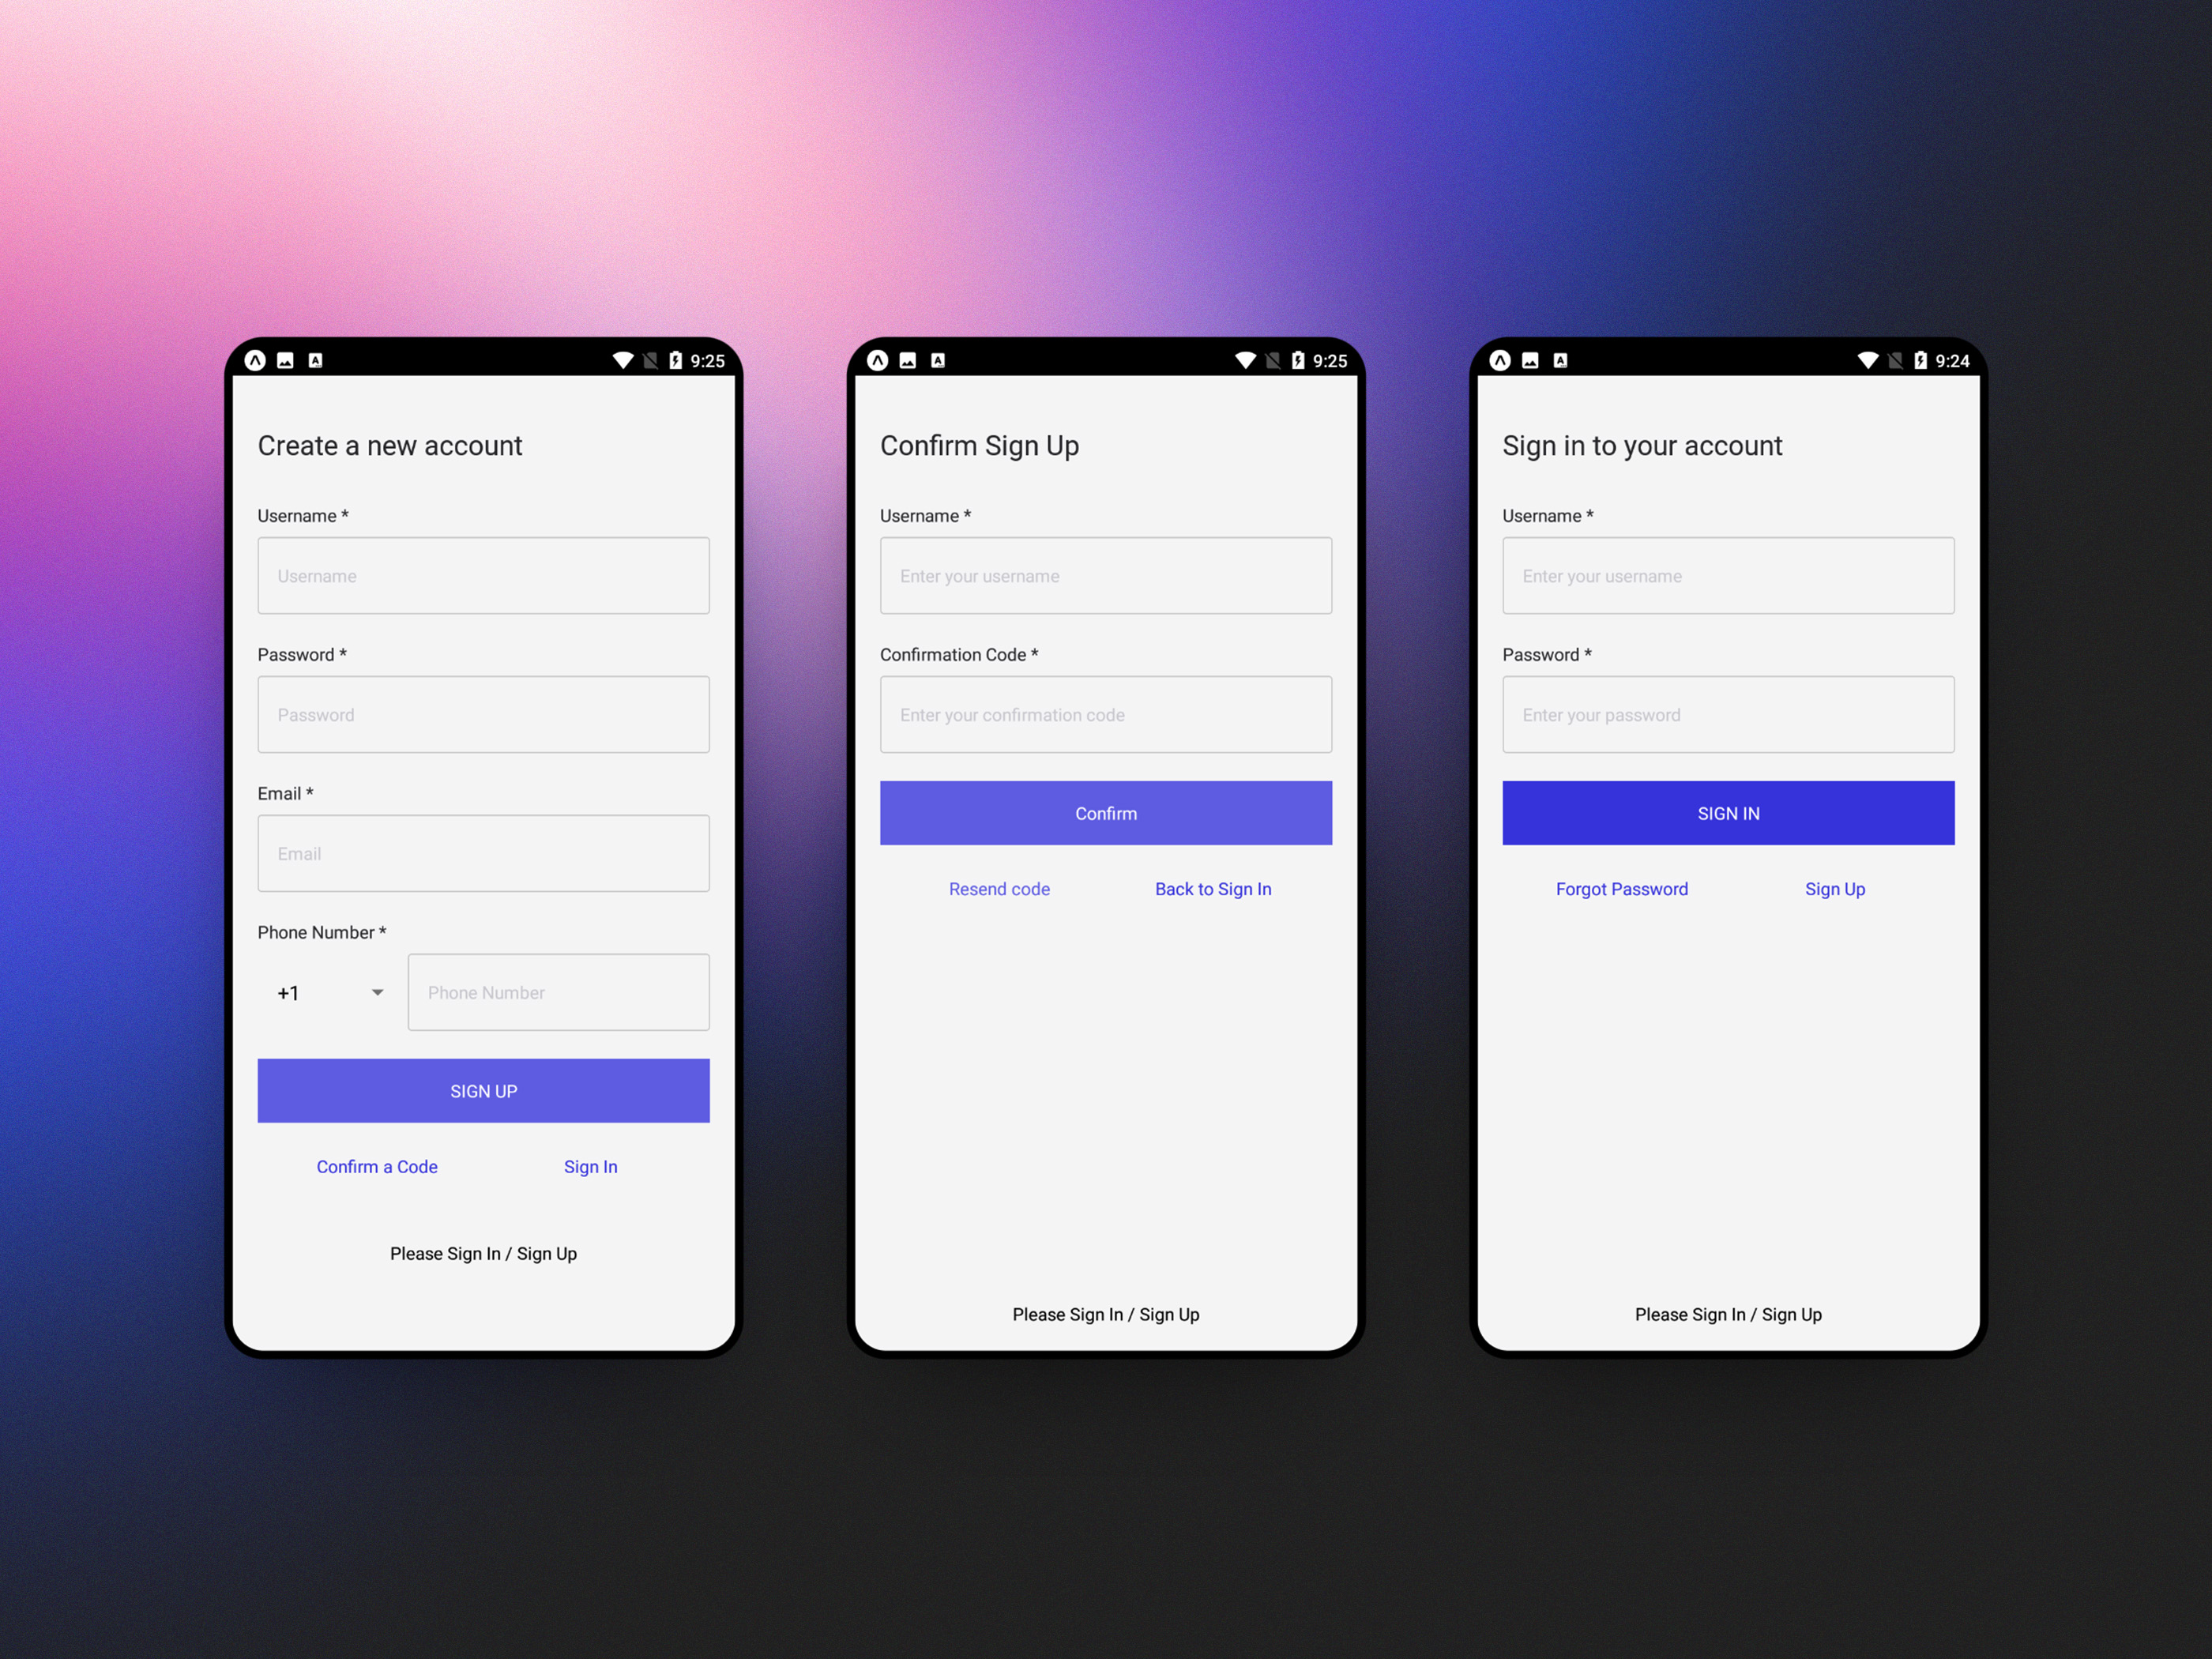 9:25
Create a new account
Username *
Username
Password *
Password
Email *
Email
Phone Number *
+1
Phone Number
SIGN UP
Confirm a Code
Sign In
Please Sign In / Sign Up
9:25
Confirm Sign Up
Username *
Enter your username
Confirmation Code *
Enter your confirmation code
Confirm
Resend code
Back to Sign In
Please Sign In / Sign Up
9:24
Sign in to your account
Username *
Enter your username
Password *
Enter your password
SIGN IN
Forgot Password
Sign Up
Please Sign In / Sign Up